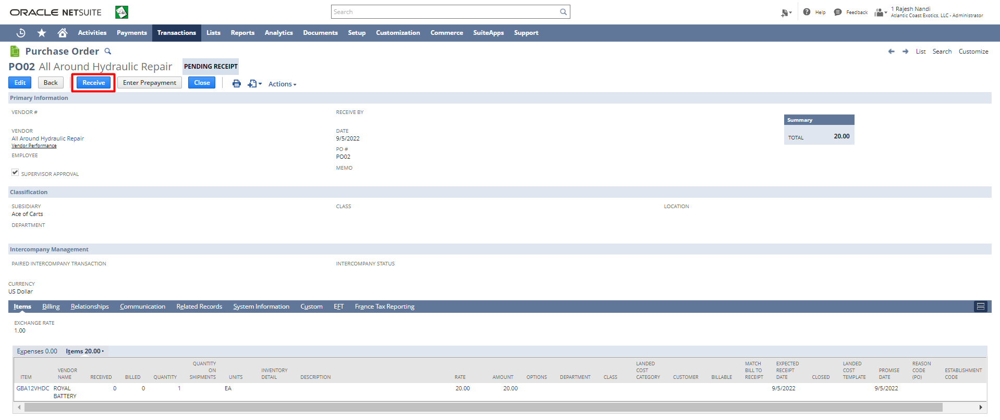 ORACLE NETSUITE
Search
Help
Feedback
1 Rajesh Nandi
Atlantic Coast Exotics, LLC - Administrator
Activities Payments Transactions Lists Reports Analytics Documents Setup Customization Commerce SuiteApps Support
Purchase Order
List Search Customize
PO02 All Around Hydraulic Repair PENDING RECEIPT
Edit Back Receive Enter Prepayment Close Actions
Primary Information
VENDOR #
VENDOR
All Around Hydraulic Repair
Vendor Performance
EMPLOYEE
SUPERVISOR APPROVAL
RECEIVE BY
DATE
9/5/2022
PO #
PO02
MEMO
Summary
TOTAL 20.00
Classification
SUBSIDIARY
Ace of Carts
DEPARTMENT
CLASS
LOCATION
Intercompany Management
PAIRED INTERCOMPANY TRANSACTION
INTERCOMPANY STATUS
CURRENCY
US Dollar
Items Billing Relationships Communication Related Records System Information Custom EFT France Tax Reporting
EXCHANGE RATE
1.00
Expenses 0.00 Items 20.00 •
ITEM
VENDOR
NAME
RECEIVED
BILLED
QUANTITY
QUANTITY
ON
SHIPMENTS
UNITS
INVENTORY
DETAIL
DESCRIPTION
RATE
AMOUNT
OPTIONS
DEPARTMENT
CLASS
LANDED
COST
CATEGORY
CUSTOMER
BILLABLE
MATCH
BILL TO
RECEIPT
EXPECTED
RECEIPT
DATE
CLOSED
LANDED
COST
TEMPLATE
PROMISE
DATE
REASON
CODE
(PO)
ESTABLISHMENT
CODE
GBA12VHDC ROYAL 0 0 1 EA 20.00 20.00 9/5/2022 9/5/2022
BATTERY